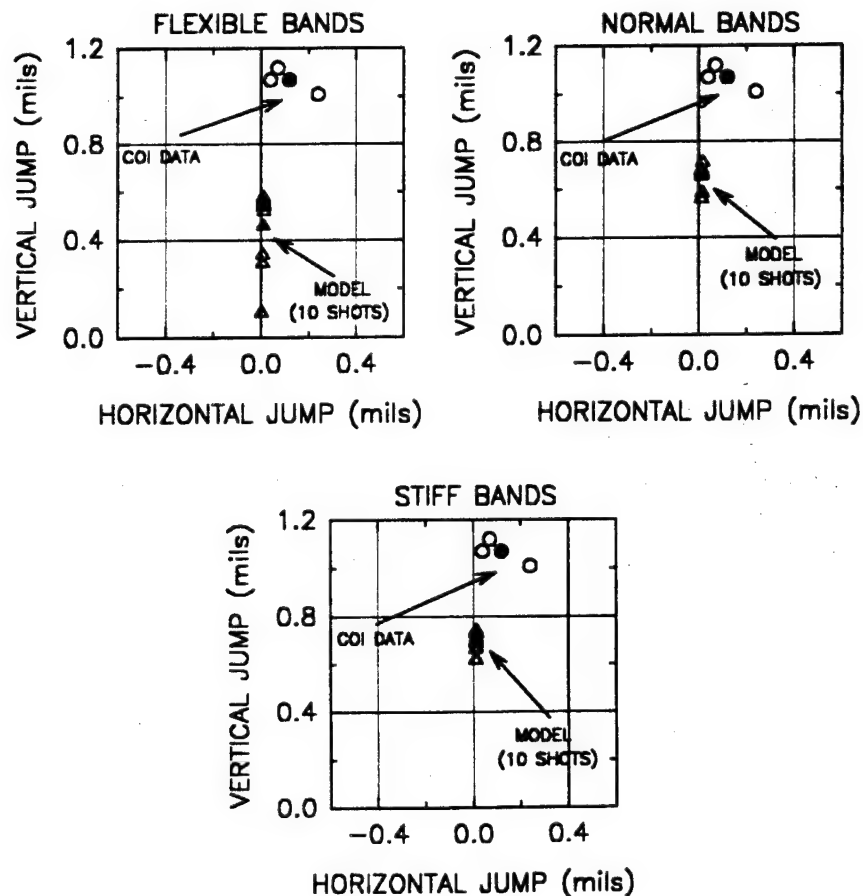 FLEXIBLE BANDS
VERTICAL JUMP (mils)
1.2
0.8
0.4
0.0
COI DATA
MODEL
(10 SHOTS)
−0.4 0.0 0.4
HORIZONTAL JUMP (mils)
NORMAL BANDS
VERTICAL JUMP (mils)
1.2
0.8
0.4
0.0
COI DATA
MODEL
(10 SHOTS)
−0.4 0.0 0.4
HORIZONTAL JUMP (mils)
STIFF BANDS
VERTICAL JUMP (mils)
1.2
0.8
0.4
0.0
COI DATA
MODEL
(10 SHOTS)
−0.4 0.0 0.4
HORIZONTAL JUMP (mils)